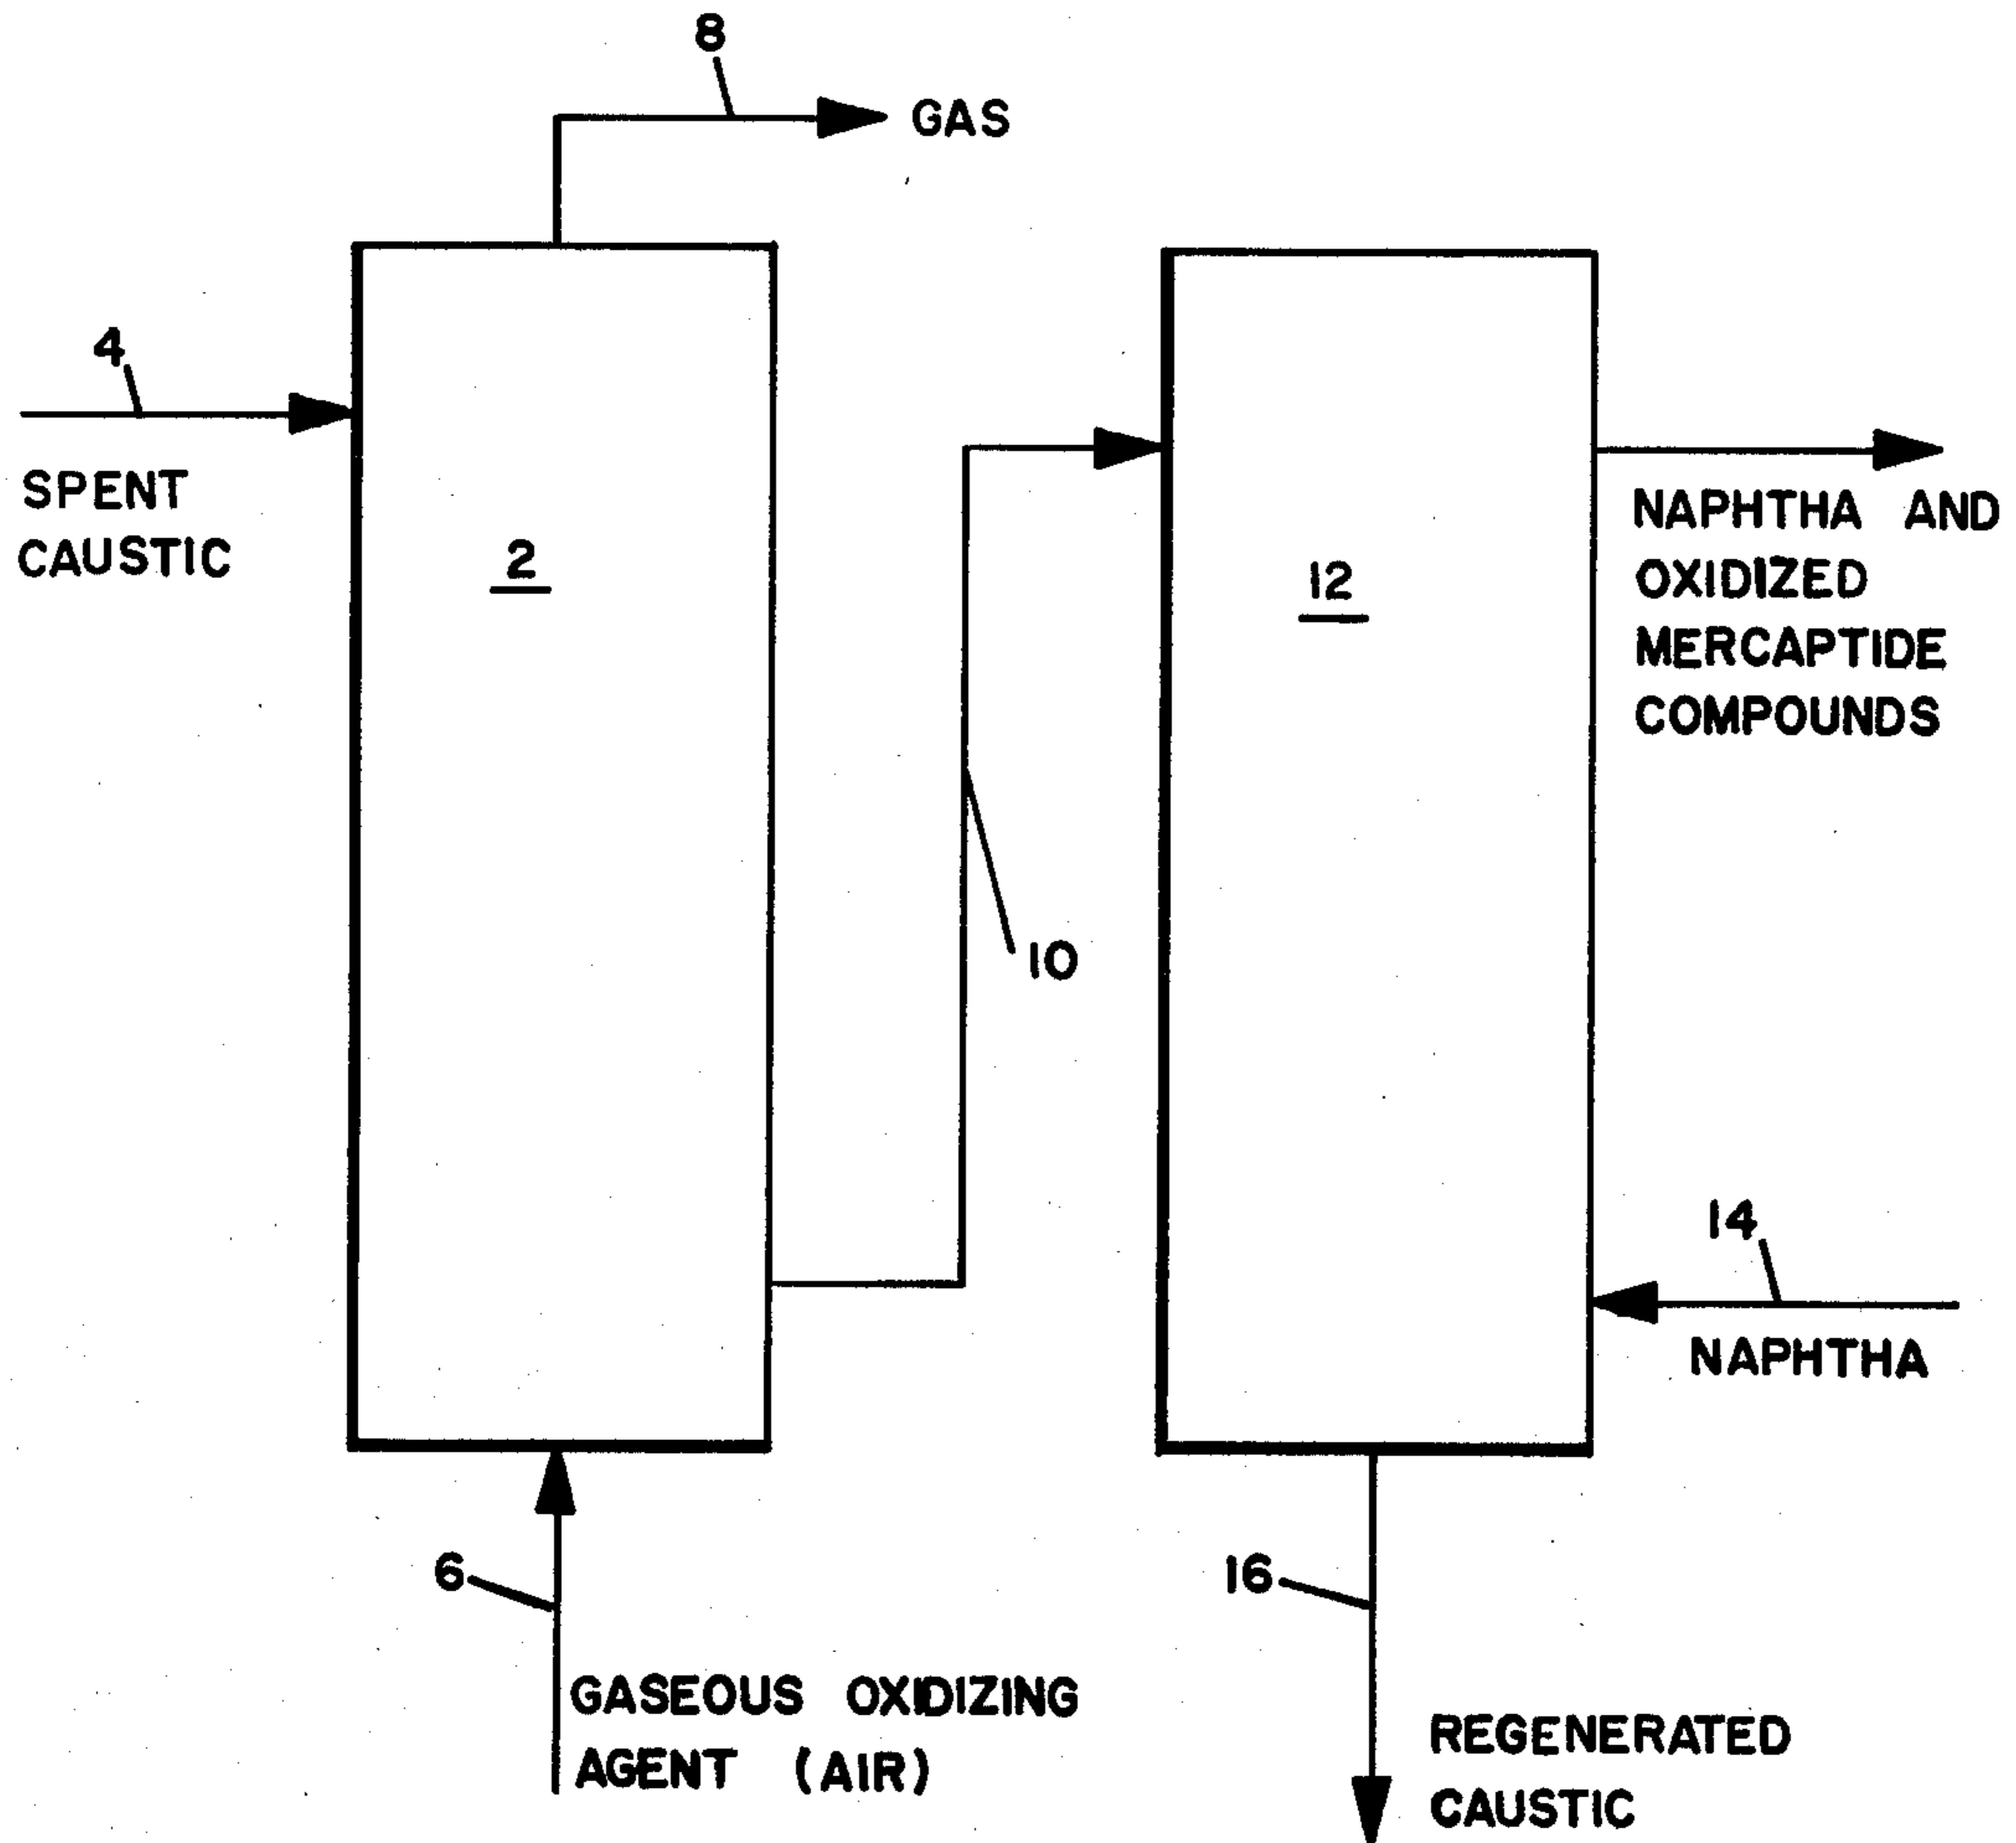 8
GAS
4
SPENT
CAUSTIC
2
12
NAPHTHA AND
OXIDIZED
MERCAPTIDE
COMPOUNDS
10
14
NAPHTHA
6
16
GASEOUS OXIDIZING
AGENT (AIR)
REGENERATED
CAUSTIC